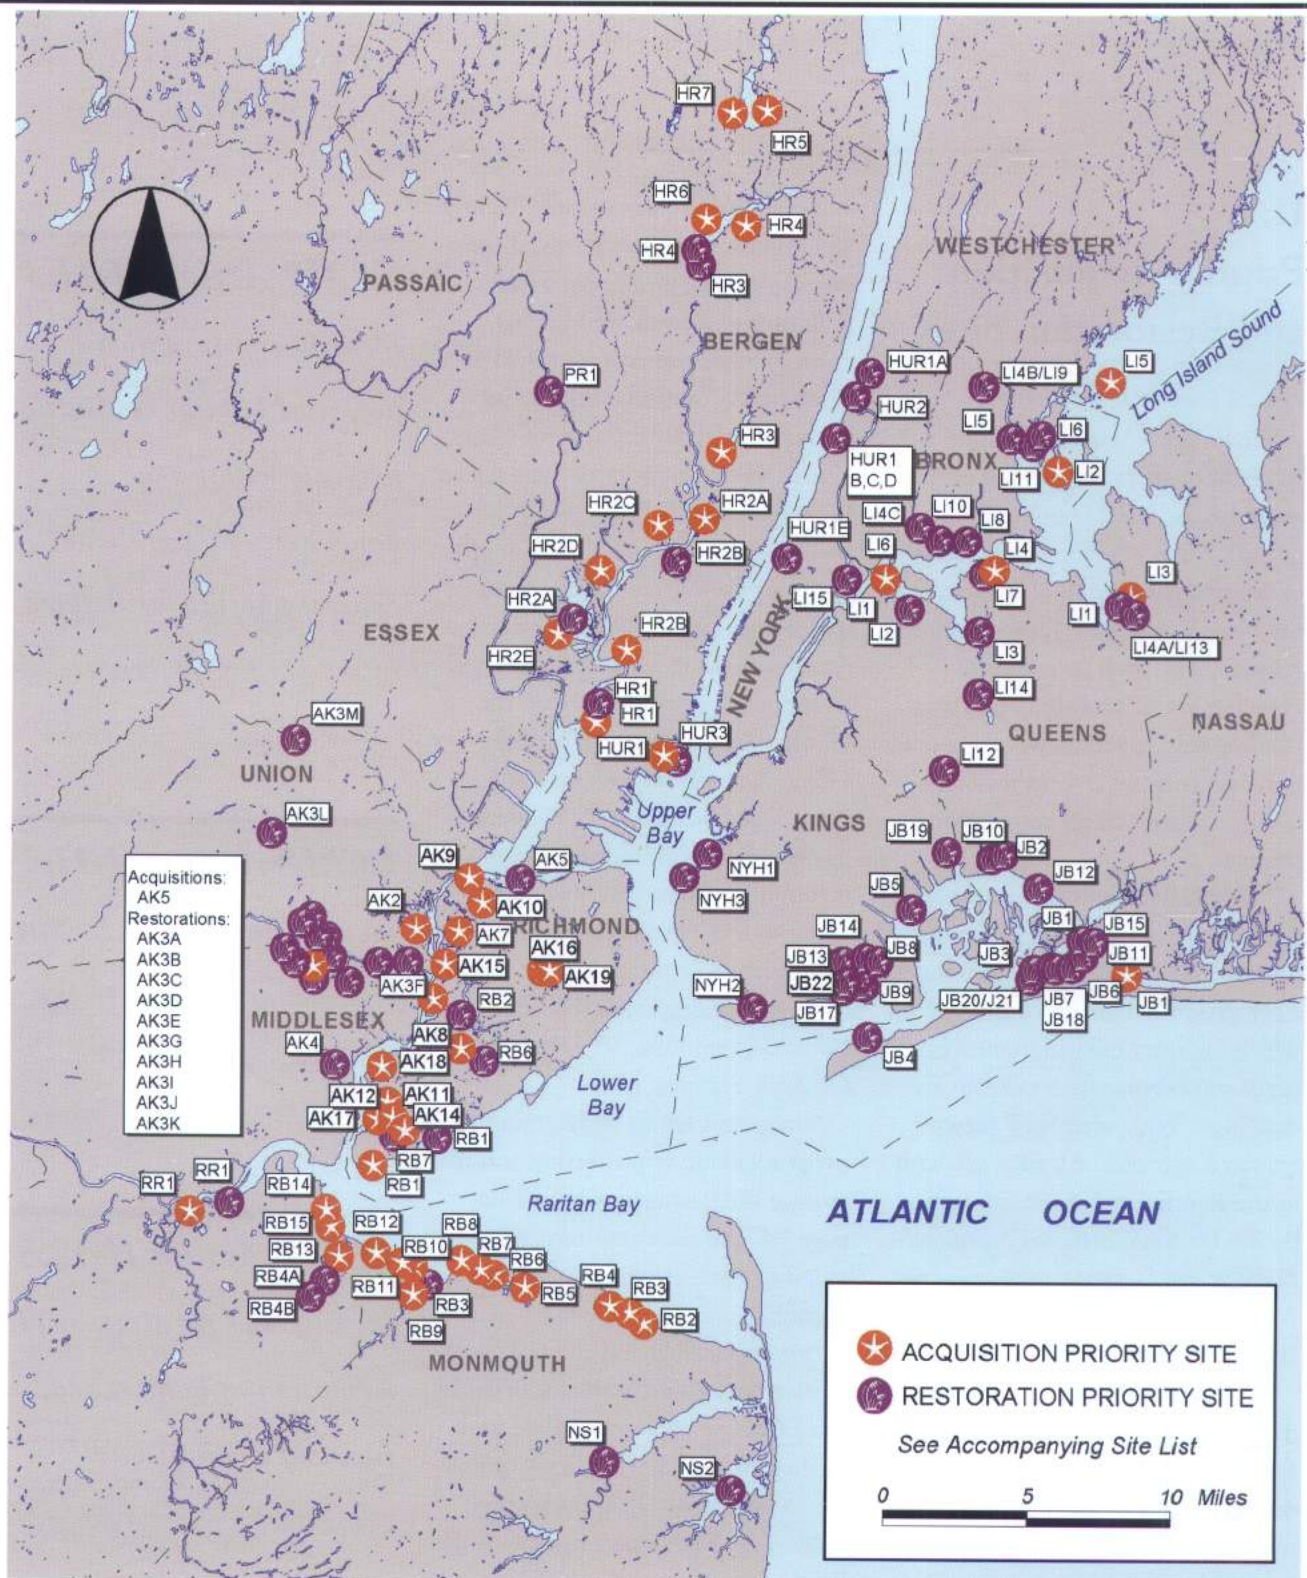 HR7
HR5
HR6
HR4
WESTCHESTER
HR4
HR3
PASSAIC
BERGEN
Long Island Sound
HUR1A
LI4B/LI9
LI5
PR1
HUR2
LI5
LI6
HR3
HUR1
B,C,D
BRONX
LI11
LI2
HR2C
HR2A
LI4C
LI10
LI8
HUR1E
LI6
LI4
HR2D
HR2B
LI3
LI15
LI1
LI7
LI1
HR2A
LI2
ESSEX
HR2B
LI3
LI4A/LI13
HR2E
NEW YORK
HR1
LI14
HR1
AK3M
QUEENS
NASSAU
HUR1
HUR3
UNION
LI12
Upper
Bay
KINGS
AK3L
JB19
JB10
JB2
AK9
AK5
NYH1
JB12
Acquisitions:
AK5
Restorations:
AK3A
AK3B
AK3C
AK3D
AK3E
AK3G
AK3H
AK3I
AK3J
AK3K
AK2
AK10
NYH3
JB5
RICHMOND
AK7
JB14
JB1
JB15
AK16
AK15
AK19
JB13
JB8
JB3
JB11
AK3F
JB22
NYH2
RB2
JB9
JB20/J21
JB7
JB6
JB1
MIDDLESEX
JB17
JB18
AK8
AK4
AK18
RB6
JB4
Lower
Bay
AK12
AK11
AK17
AK14
RB1
RB7
RB1
RR1
RR1
RB14
Raritan Bay
ATLANTIC OCEAN
RB15
RB12
RB8
RB7
RB13
RB10
RB6
RB4A
RB11
RB5
RB4
RB3
RB4B
RB3
RB2
RB9
MONMOUTH
NS1
NS2
ACQUISITION PRIORITY SITE
RESTORATION PRIORITY SITE
See Accompanying Site List
0 5 10 Miles